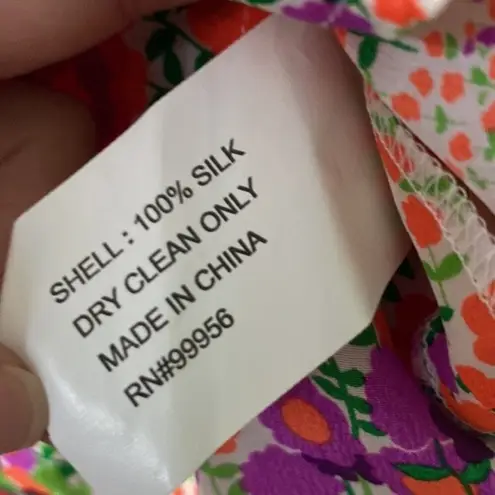 SHELL : 100% SILK
DRY CLEAN ONLY
MADE IN CHINA
RN#99956